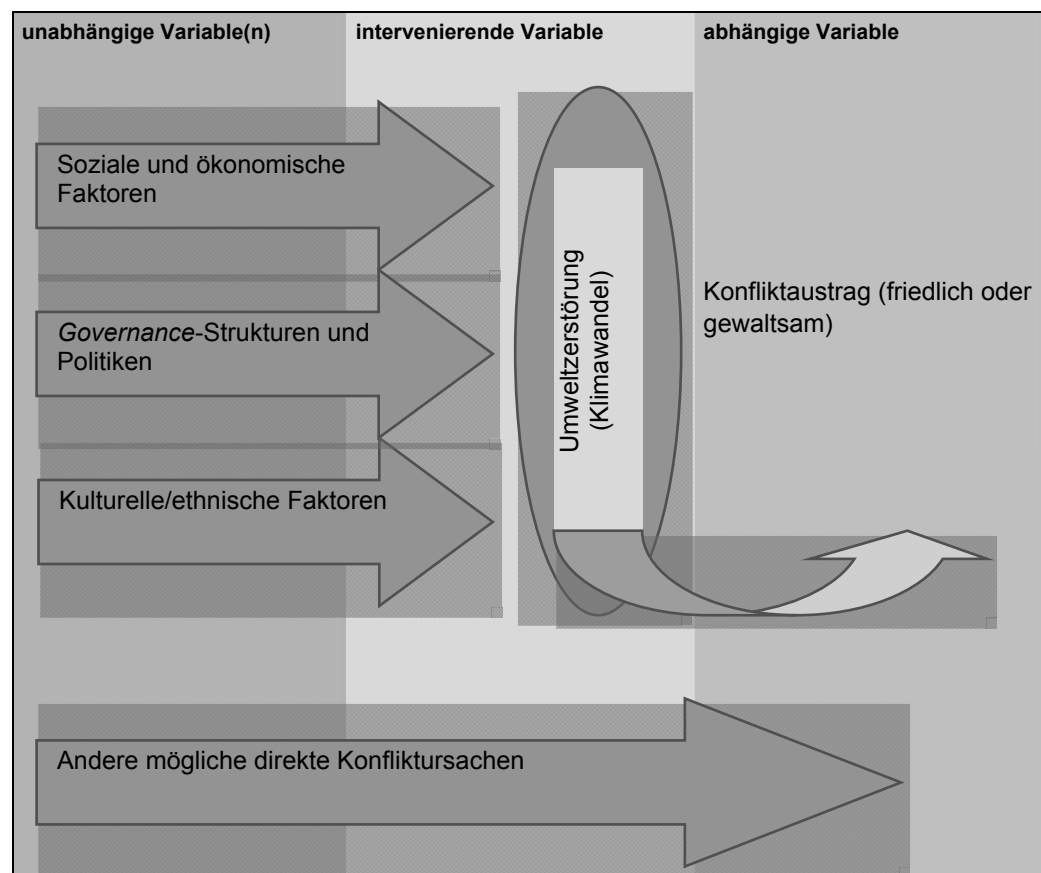 unabhängige Variable(n)
intervenierende Variable
abhängige Variable
Soziale und ökonomische
Faktoren
Governance-Strukturen und
Politiken
Kulturelle/ethnische Faktoren
Umweltzerstörung
(Klimawandel)
Konfliktaustrag (friedlich oder
gewaltsam)
Andere mögliche direkte Konfliktursachen